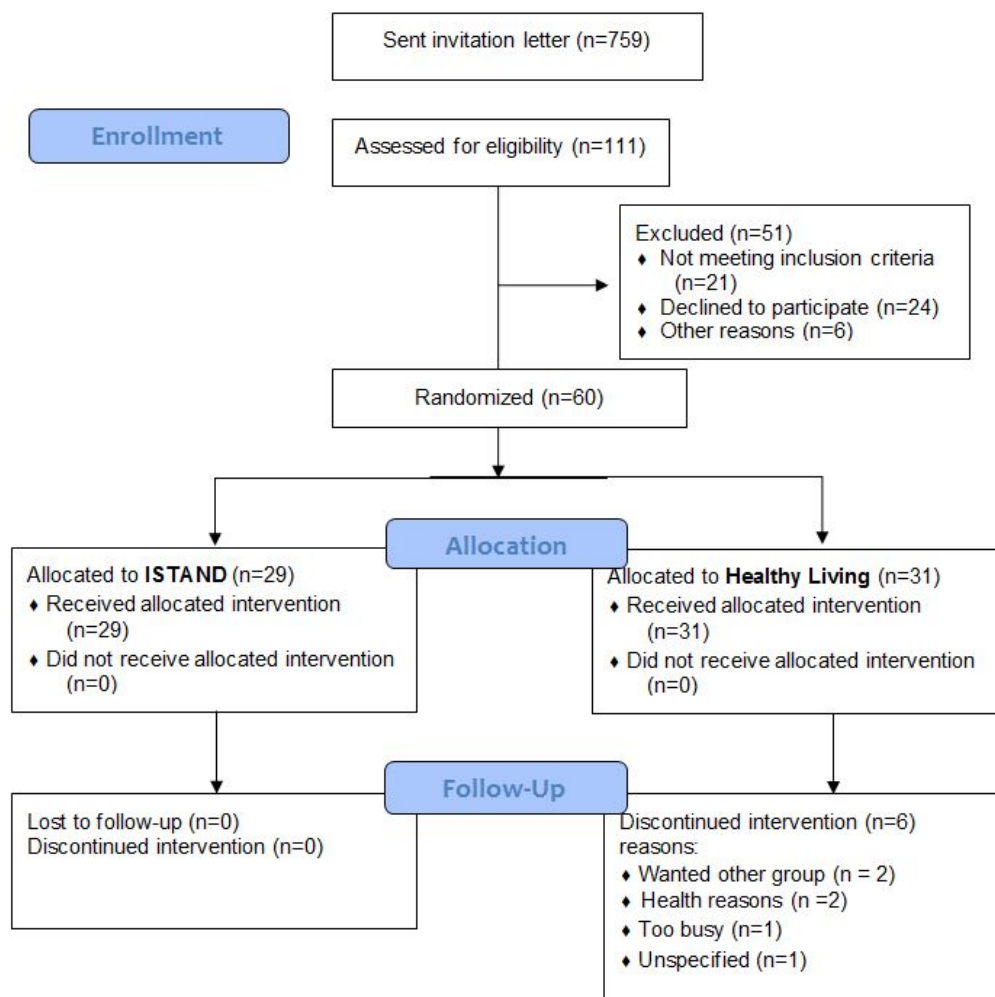 Sent invitation letter (n=759)
Enrollment
Assessed for eligibility (n=111)
Excluded (n=51)
♦ Not meeting inclusion criteria
(n=21)
♦ Declined to participate (n=24)
♦ Other reasons (n=6)
Randomized (n=60)
Allocation
Allocated to ISTAND (n=29)
♦ Received allocated intervention
(n=29)
♦ Did not receive allocated intervention
(n=0)
Allocated to Healthy Living (n=31)
♦ Received allocated intervention
(n=31)
♦ Did not receive allocated intervention
(n=0)
Follow-Up
Lost to follow-up (n=0)
Discontinued intervention (n=0)
Discontinued intervention (n=6)
reasons:
♦ Wanted other group (n = 2)
♦ Health reasons (n =2)
♦ Too busy (n=1)
♦ Unspecified (n=1)